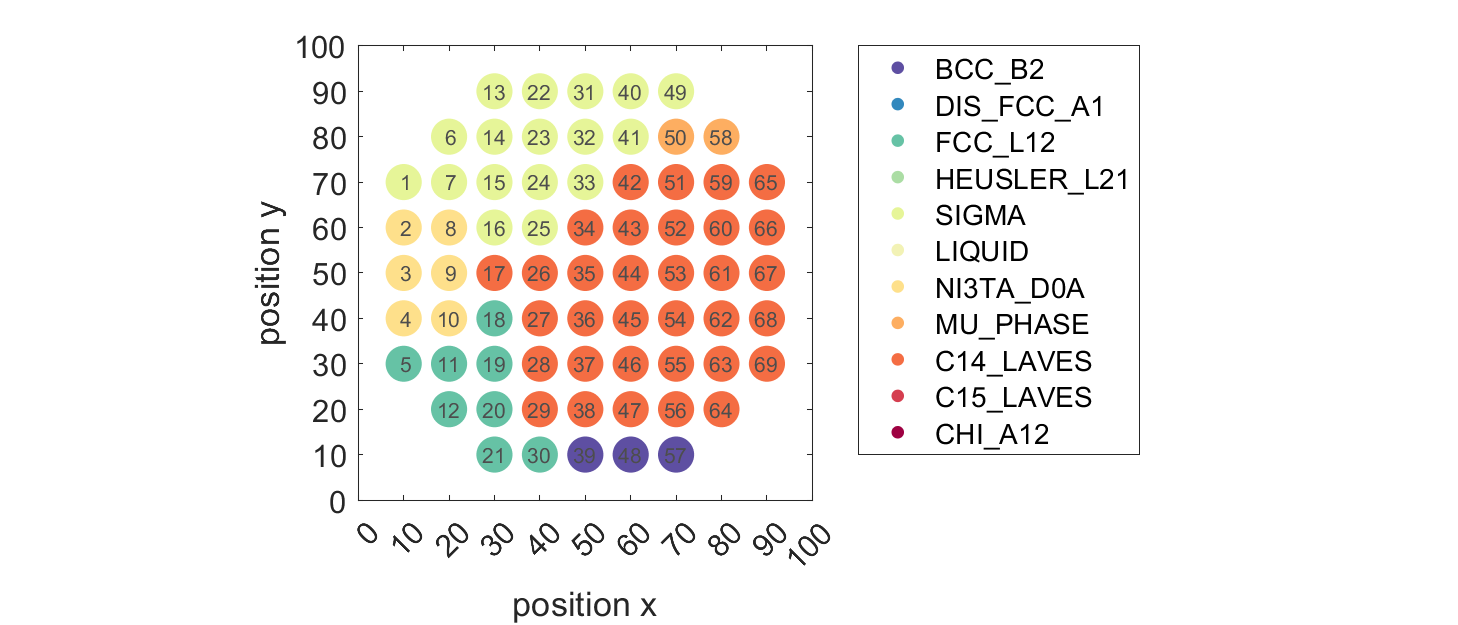 100
90 13 22 31 40 49
80 6 14 23 32 41 50 58
70 1 7 15 24 33 42 51 59 65
60 2 8 16 25 34 43 52 60 66
50 3 9 17 26 35 44 53 61 67
40 4 10 18 27 36 45 54 62 68
30 5 11 19 28 37 46 55 63 69
20 12 20 29 38 47 56 64
10 21 30 39 48 57
0
position y
0 10 20 30 40 50 60 70 80 90 100
position x
BCC_B2
DIS_FCC_A1
FCC_L12
HEUSLER_L21
SIGMA
LIQUID
NI3TA_D0A
MU_PHASE
C14_LAVES
C15_LAVES
CHI_A12